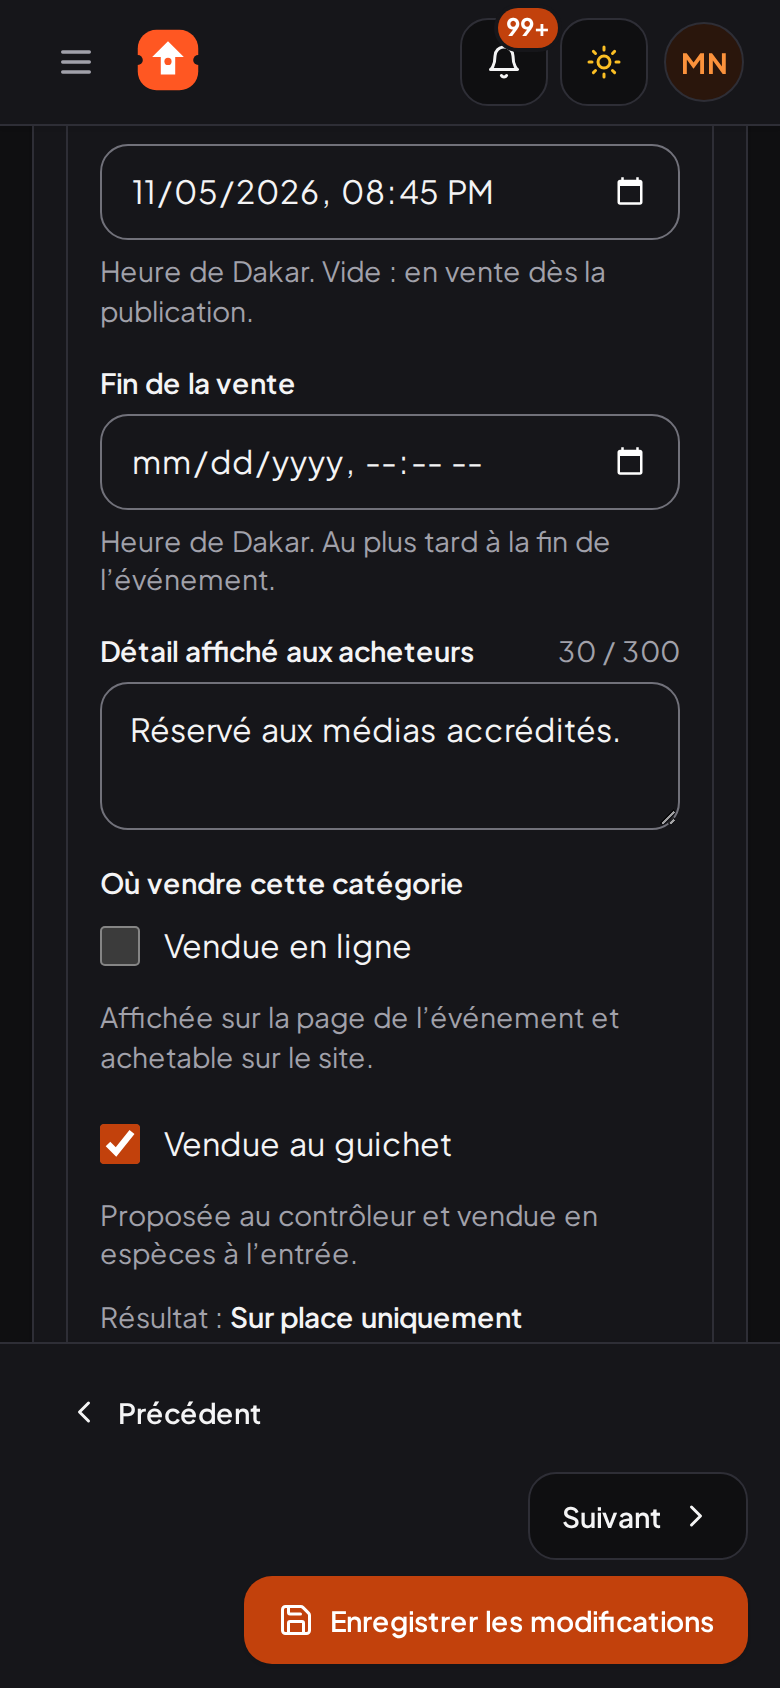 99+
MN
11/05/2026, 08:45 PM
Heure de Dakar. Vide : en vente dès la
publication.
Fin de la vente
mm/dd/yyyy, --:-- --
Heure de Dakar. Au plus tard à la fin de
l’événement.
Détail affiché aux acheteurs 30 / 300
Réservé aux médias accrédités.
Où vendre cette catégorie
Vendue en ligne
Affichée sur la page de l’événement et
achetable sur le site.
Vendue au guichet
Proposée au contrôleur et vendue en
espèces à l’entrée.
Résultat : Sur place uniquement
Précédent
Suivant
Enregistrer les modifications